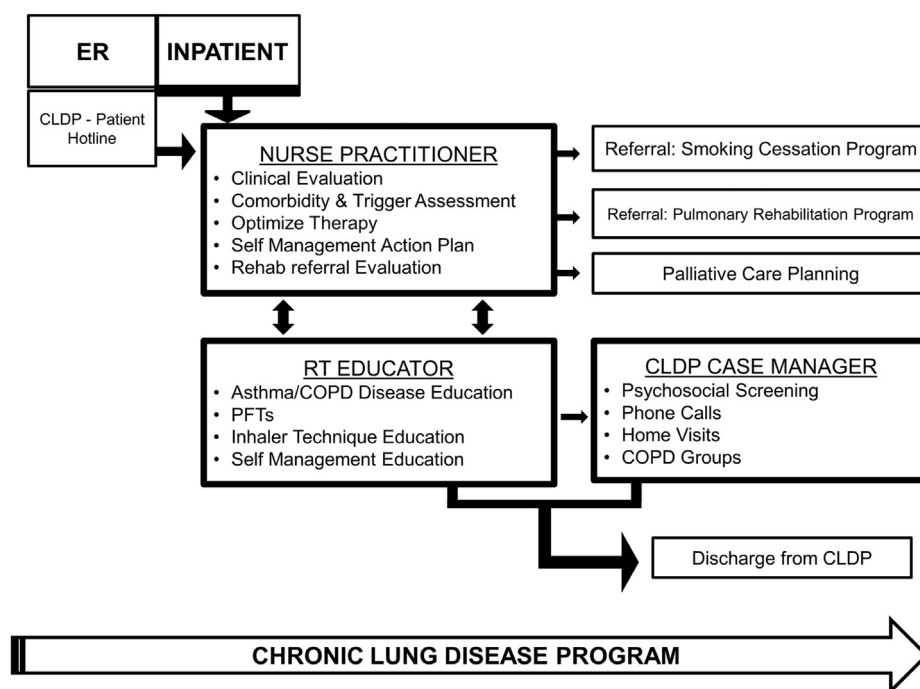 ER
INPATIENT
CLDP - Patient
Hotline
NURSE PRACTITIONER
• Clinical Evaluation
• Comorbidity & Trigger Assessment
• Optimize Therapy
• Self Management Action Plan
• Rehab referral Evaluation
Referral: Smoking Cessation Program
Referral: Pulmonary Rehabilitation Program
Palliative Care Planning
RT EDUCATOR
• Asthma/COPD Disease Education
• PFTs
• Inhaler Technique Education
• Self Management Education
CLDP CASE MANAGER
• Psychosocial Screening
• Phone Calls
• Home Visits
• COPD Groups
Discharge from CLDP
CHRONIC LUNG DISEASE PROGRAM